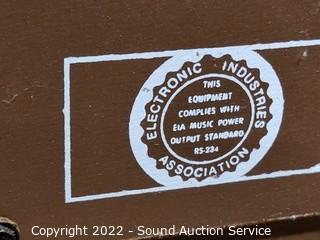 ELECTRONIC INDUSTRIES
THIS
EQUIPMENT
COMPLIES WITH
EIA MUSIC POWER
OUTPUT STANDARD
RS-234
ASSOCIATION
Copyright 2022 - Sound Auction Service